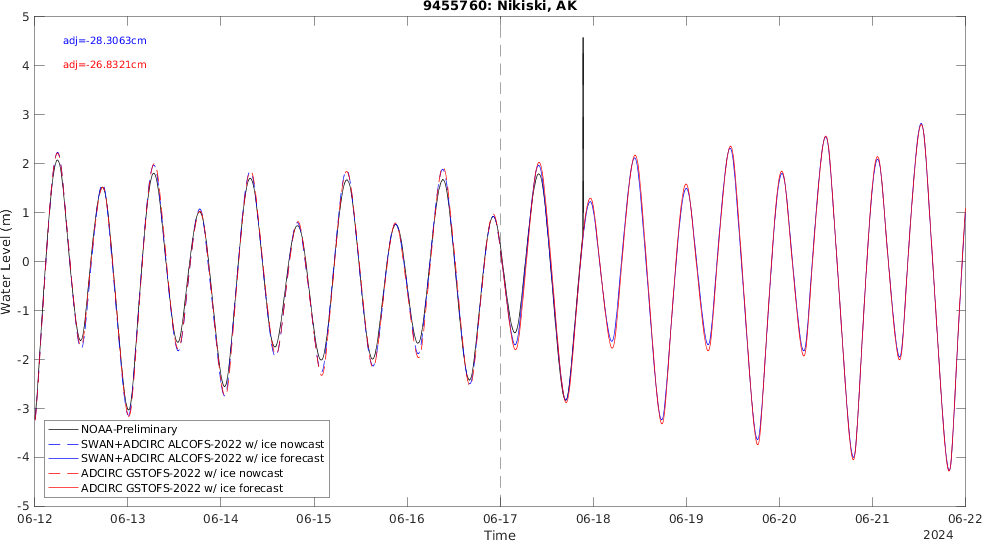 9455760: Nikiski, AK
adj=-28.3063cm
adj=-26.8321cm
5
4
3
2
1
0
-1
-2
-3
-4
-5
Water Level (m)
NOAA-Preliminary
SWAN+ADCIRC ALCOFS-2022 w/ ice nowcast
SWAN+ADCIRC ALCOFS-2022 w/ ice forecast
ADCIRC GSTOFS-2022 w/ ice nowcast
ADCIRC GSTOFS-2022 w/ ice forecast
06-12 06-13 06-14 06-15 06-16 06-17 06-18 06-19 06-20 06-21 06-22
Time
2024